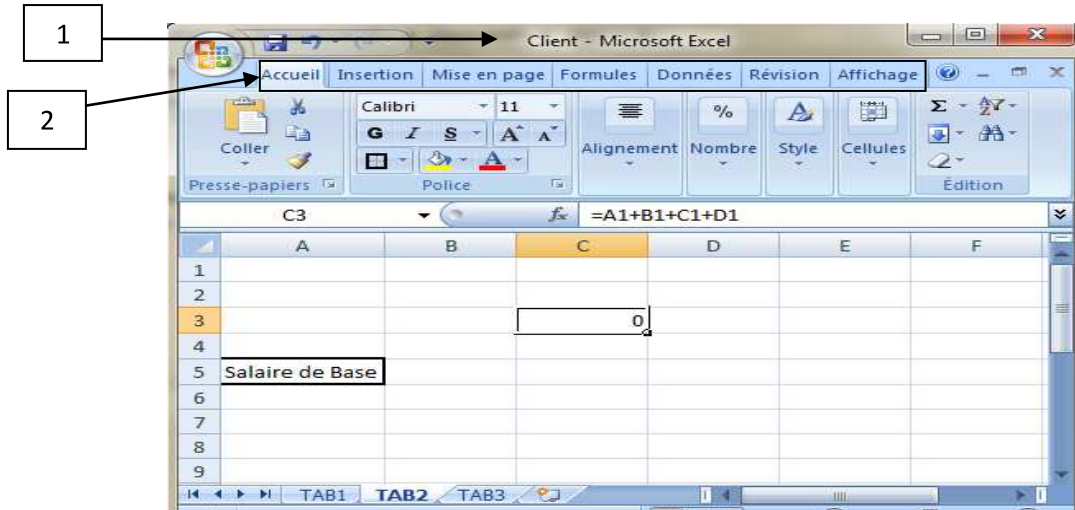 1
Client - Microsoft Excel
2
Accueil Insertion Mise en page Formules Données Révision Affichage
Calibri 11
Coller
G I S A A
A
Alignement Nombre Style Cellules
%
A
Σ
Presse-papiers Police Édition
C3 fx =A1+B1+C1+D1
A B C D E F
1
2
3 0
4
5 Salaire de Base
6
7
8
9
TAB1 TAB2 TAB3